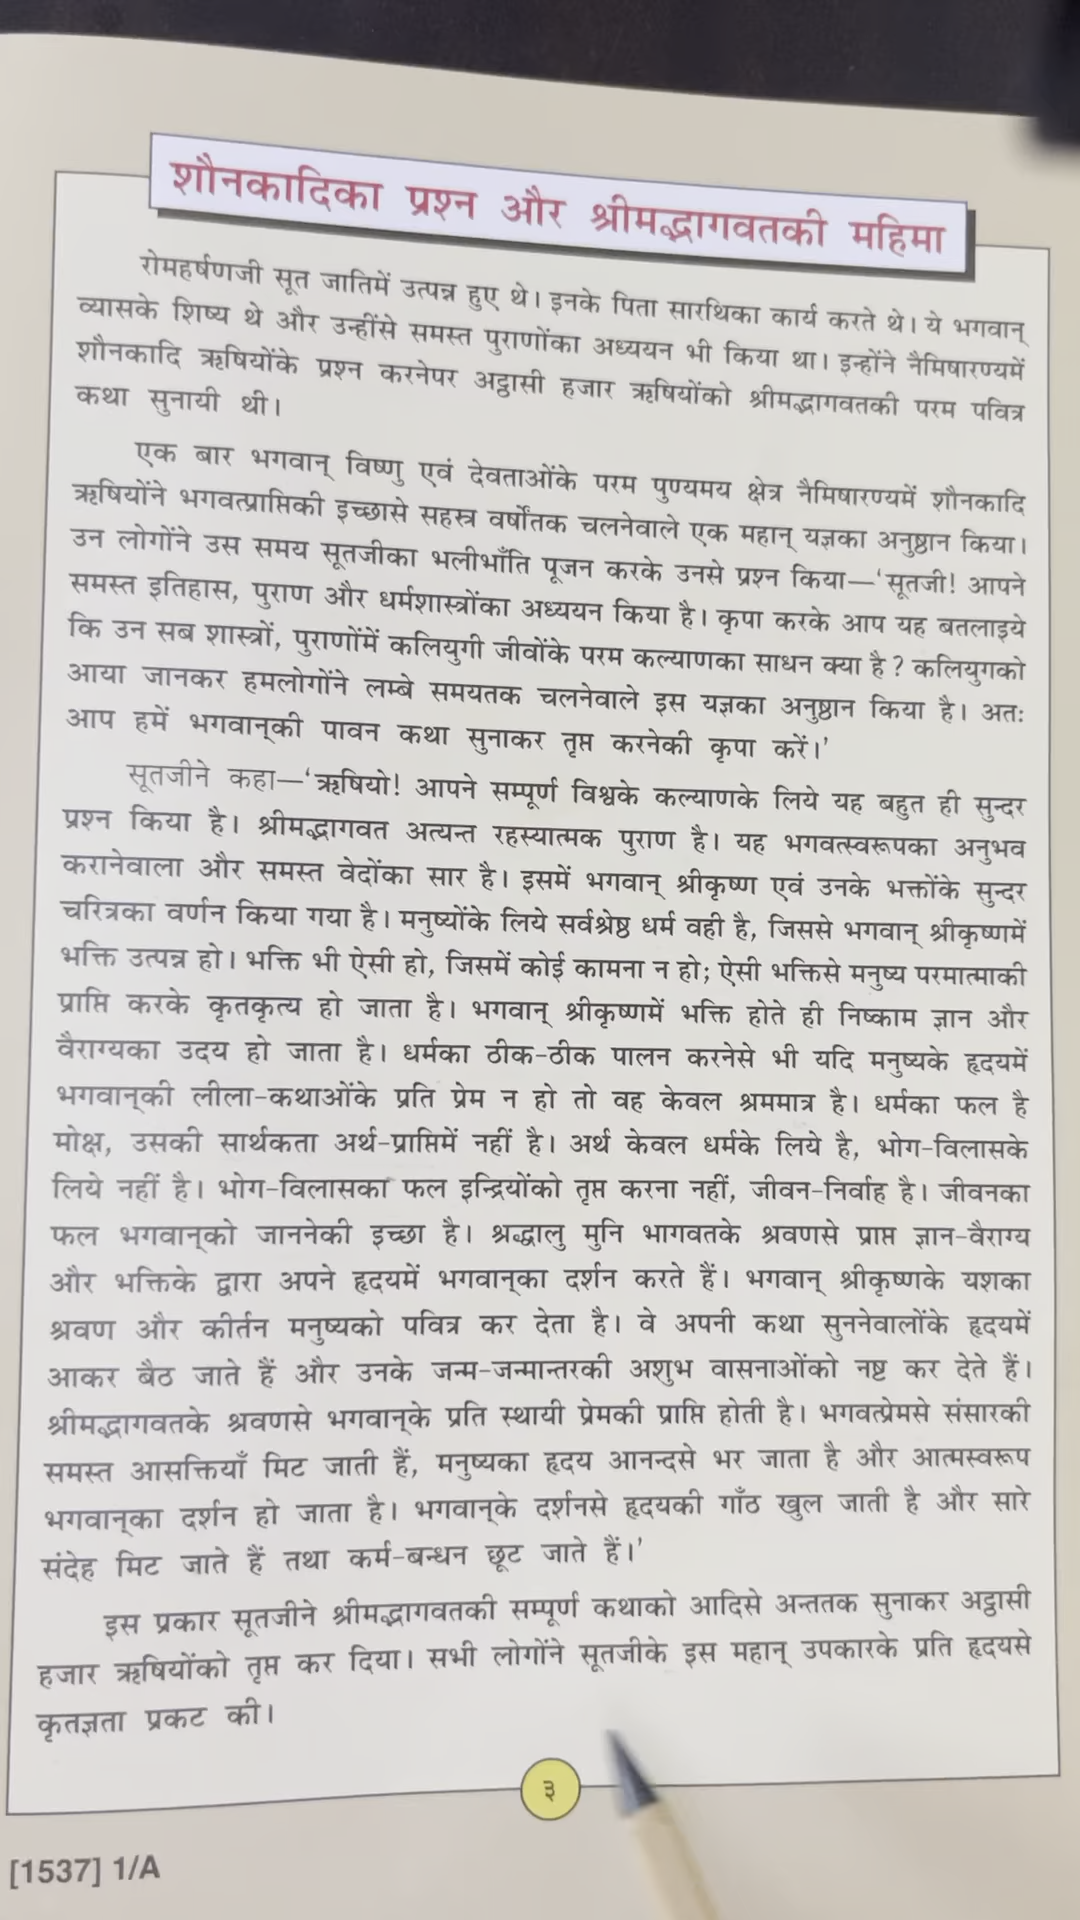 शौनकादिका प्रश्न और श्रीमद्भागवतकी महिमा
रोमहर्षणजी सूत जातिमें उत्पन्न हुए थे। इनके पिता सारथिका कार्य करते थे। ये भगवान्
व्यासके शिष्य थे और उन्हींसे समस्त पुराणोंका अध्ययन भी किया था। इन्होंने नैमिषारण्यमें
शौनकादि ऋषियोंके प्रश्न करनेपर अट्ठासी हजार ऋषियोंको श्रीमद्भागवतकी परम पवित्र
कथा सुनायी थी।
एक बार भगवान् विष्णु एवं देवताओंके परम पुण्यमय क्षेत्र नैमिषारण्यमें शौनकादि
ऋषियोंने भगवत्प्राप्तिकी इच्छासे सहस्त्र वर्षोंतक चलनेवाले एक महान् यज्ञका अनुष्ठान किया।
उन लोगोंने उस समय सूतजीका भलीभाँति पूजन करके उनसे प्रश्न किया—‘सूतजी! आपने
समस्त इतिहास, पुराण और धर्मशास्त्रोंका अध्ययन किया है। कृपा करके आप यह बतलाइये
कि उन सब शास्त्रों, पुराणोंमें कलियुगी जीवोंके परम कल्याणका साधन क्या है? कलियुगको
आया जानकर हमलोगोंने लम्बे समयतक चलनेवाले इस यज्ञका अनुष्ठान किया है। अतः
आप हमें भगवान्‌की पावन कथा सुनाकर तृप्त करनेकी कृपा करें।’
सूतजीने कहा—‘ऋषियो! आपने सम्पूर्ण विश्वके कल्याणके लिये यह बहुत ही सुन्दर
प्रश्न किया है। श्रीमद्भागवत अत्यन्त रहस्यात्मक पुराण है। यह भगवत्स्वरूपका अनुभव
करानेवाला और समस्त वेदोंका सार है। इसमें भगवान् श्रीकृष्ण एवं उनके भक्तोंके सुन्दर
चरित्रका वर्णन किया गया है। मनुष्योंके लिये सर्वश्रेष्ठ धर्म वही है, जिससे भगवान् श्रीकृष्णमें
भक्ति उत्पन्न हो। भक्ति भी ऐसी हो, जिसमें कोई कामना न हो; ऐसी भक्तिसे मनुष्य परमात्माकी
प्राप्ति करके कृतकृत्य हो जाता है। भगवान् श्रीकृष्णमें भक्ति होते ही निष्काम ज्ञान और
वैराग्यका उदय हो जाता है। धर्मका ठीक-ठीक पालन करनेसे भी यदि मनुष्यके हृदयमें
भगवान्‌की लीला-कथाओंके प्रति प्रेम न हो तो वह केवल श्रममात्र है। धर्मका फल है
मोक्ष, उसकी सार्थकता अर्थ-प्राप्तिमें नहीं है। अर्थ केवल धर्मके लिये है, भोग-विलासके
लिये नहीं है। भोग-विलासका फल इन्द्रियोंको तृप्त करना नहीं, जीवन-निर्वाह है। जीवनका
फल भगवान्‌को जाननेकी इच्छा है। श्रद्धालु मुनि भागवतके श्रवणसे प्राप्त ज्ञान-वैराग्य
और भक्तिके द्वारा अपने हृदयमें भगवान्‌का दर्शन करते हैं। भगवान् श्रीकृष्णके यशका
श्रवण और कीर्तन मनुष्यको पवित्र कर देता है। वे अपनी कथा सुननेवालोंके हृदयमें
आकर बैठ जाते हैं और उनके जन्म-जन्मान्तरकी अशुभ वासनाओंको नष्ट कर देते हैं।
श्रीमद्भागवतके श्रवणसे भगवान्‌के प्रति स्थायी प्रेमकी प्राप्ति होती है। भगवत्प्रेमसे संसारकी
समस्त आसक्तियाँ मिट जाती हैं, मनुष्यका हृदय आनन्दसे भर जाता है और आत्मस्वरूप
भगवान्‌का दर्शन हो जाता है। भगवान्‌के दर्शनसे हृदयकी गाँठ खुल जाती है और सारे
संदेह मिट जाते हैं तथा कर्म-बन्धन छूट जाते हैं।’
इस प्रकार सूतजीने श्रीमद्भागवतकी सम्पूर्ण कथाको आदिसे अन्ततक सुनाकर अट्ठासी
हजार ऋषियोंको तृप्त कर दिया। सभी लोगोंने सूतजीके इस महान् उपकारके प्रति हृदयसे
कृतज्ञता प्रकट की।
३
[1537] 1/A